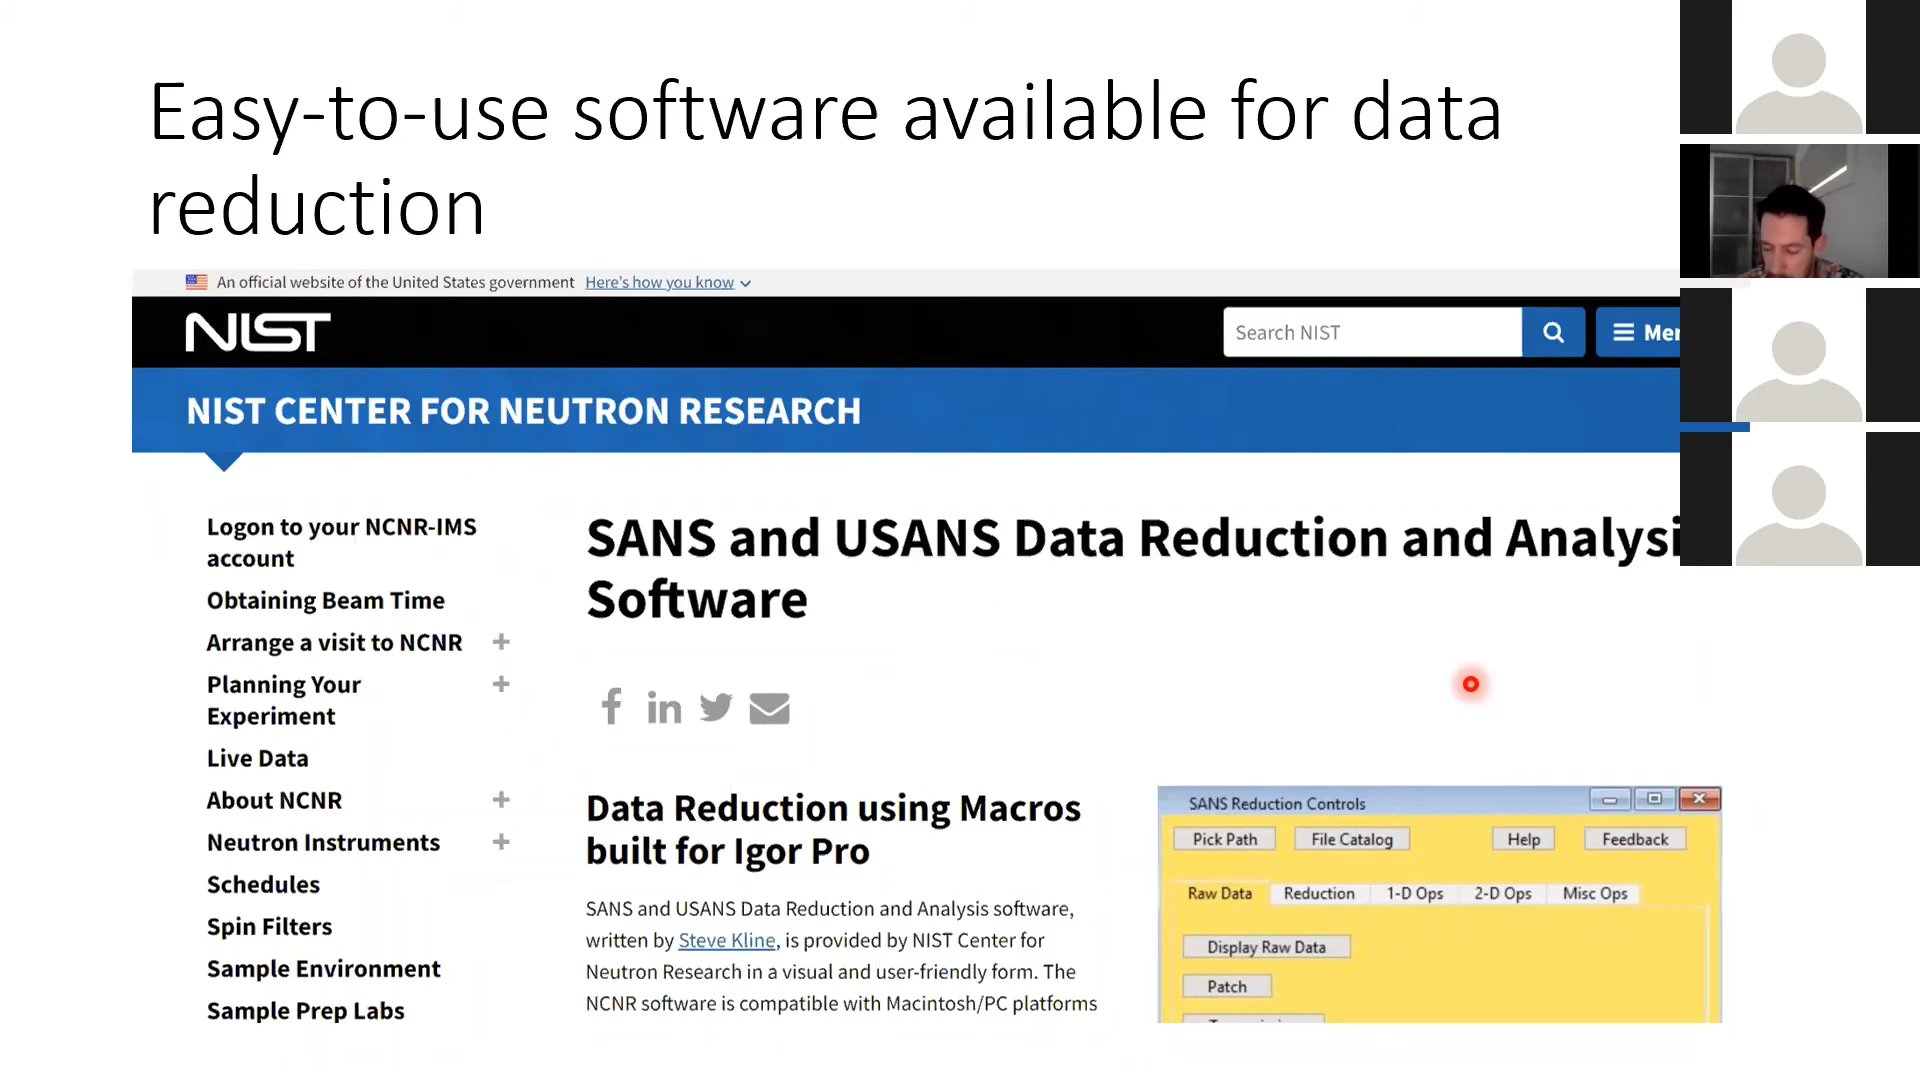 Easy-to-use software available for data
reduction
An official website of the United States government Here's how you know
NIST
Search NIST
NIST CENTER FOR NEUTRON RESEARCH
Logon to your NCNR-IMS
account
Obtaining Beam Time
Arrange a visit to NCNR +
Planning Your +
Experiment
Live Data
About NCNR +
Neutron Instruments +
Schedules
Spin Filters
Sample Environment
Sample Prep Labs
SANS and USANS Data Reduction and Analysi
Software
Data Reduction using Macros
built for Igor Pro
SANS and USANS Data Reduction and Analysis software,
written by Steve Kline, is provided by NIST Center for
Neutron Research in a visual and user-friendly form. The
NCNR software is compatible with Macintosh/PC platforms
SANS Reduction Controls
Pick Path File Catalog Help Feedback
Raw Data Reduction 1-D Ops 2-D Ops Misc Ops
Display Raw Data
Patch